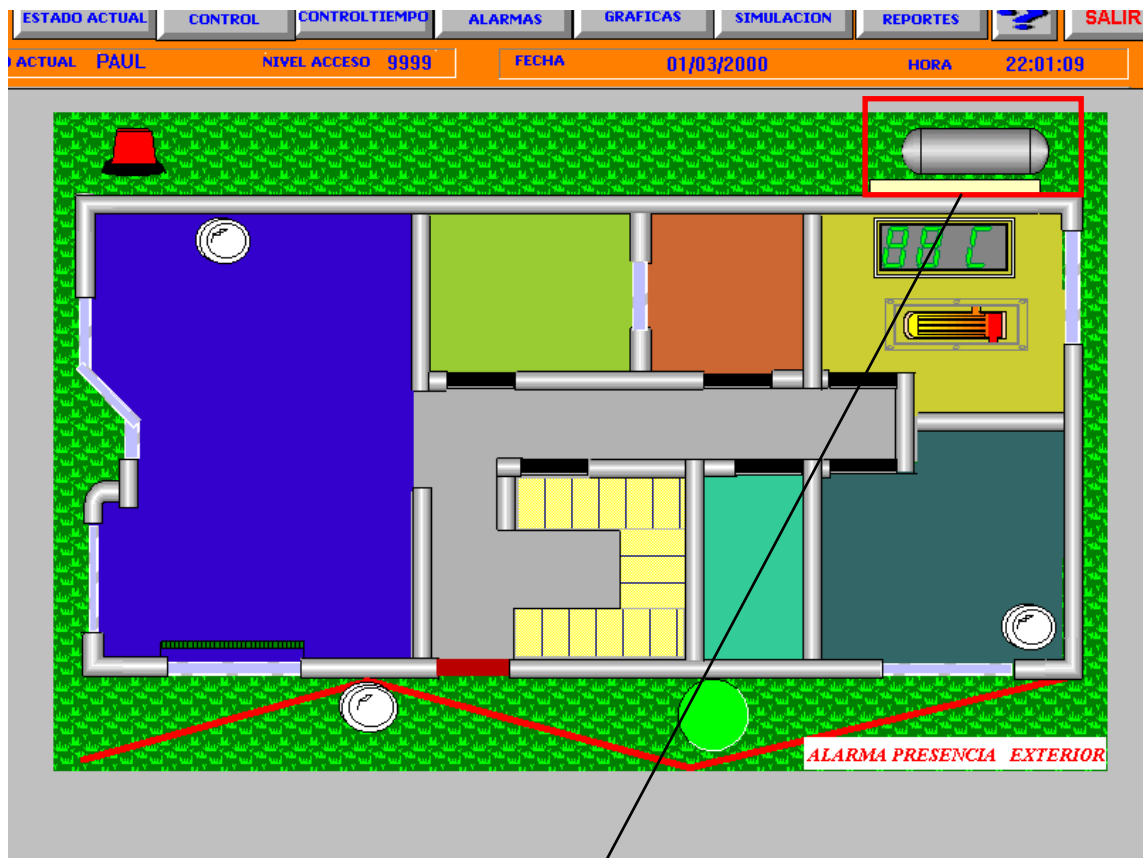 ESTADO ACTUAL CONTROL CONTROLTIEMPO ALARMAS GRAFICAS SIMULACION REPORTES SALIR
ACTUAL PAUL NIVEL ACCESO 9999 FECHA 01/03/2000 HORA 22:01:09
88 C
ALARMA PRESENCIA EXTERIOR